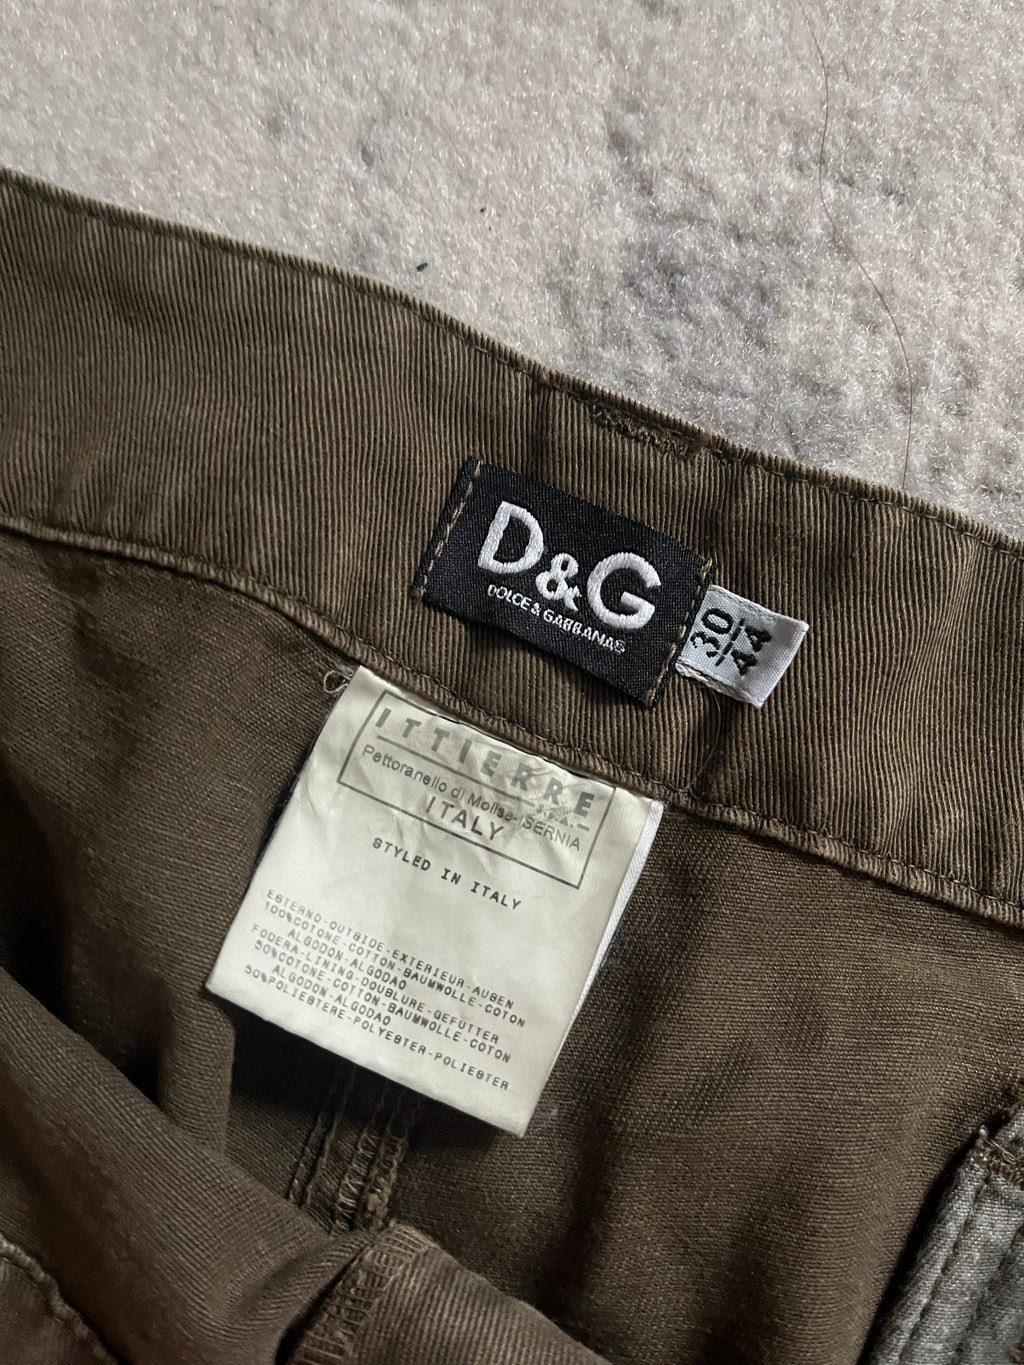 D&G
DOLCE & GABBANA
30
44
ITTIERRE
Pettoranello di Molise-ISERNIA
ITALY
STYLED IN ITALY
ESTERNO-OUTSIDE-EXTERIEUR-AUßEN
100%COTONE-COTTON-BAUMWOLLE-COTON
ALGODON-ALGODAO
FODERA-LINING-DOUBLURE-GEFUTTER
50%COTONE-COTTON-BAUMWOLLE-COTON
ALGODON-ALGODAO
50%POLIESTERE-POLYESTER-POLIESTER